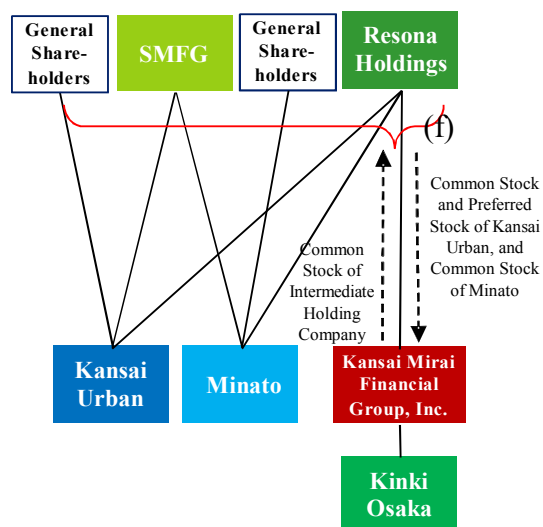 General
Share-
holders
SMFG
General
Share-
holders
Resona
Holdings
(f)
Common Stock
and Preferred
Stock of Kansai
Urban, and
Common Stock
of Minato
Common
Stock of
Intermediate
Holding
Company
Kansai
Urban
Minato
Kansai Mirai
Financial
Group, Inc.
Kinki
Osaka